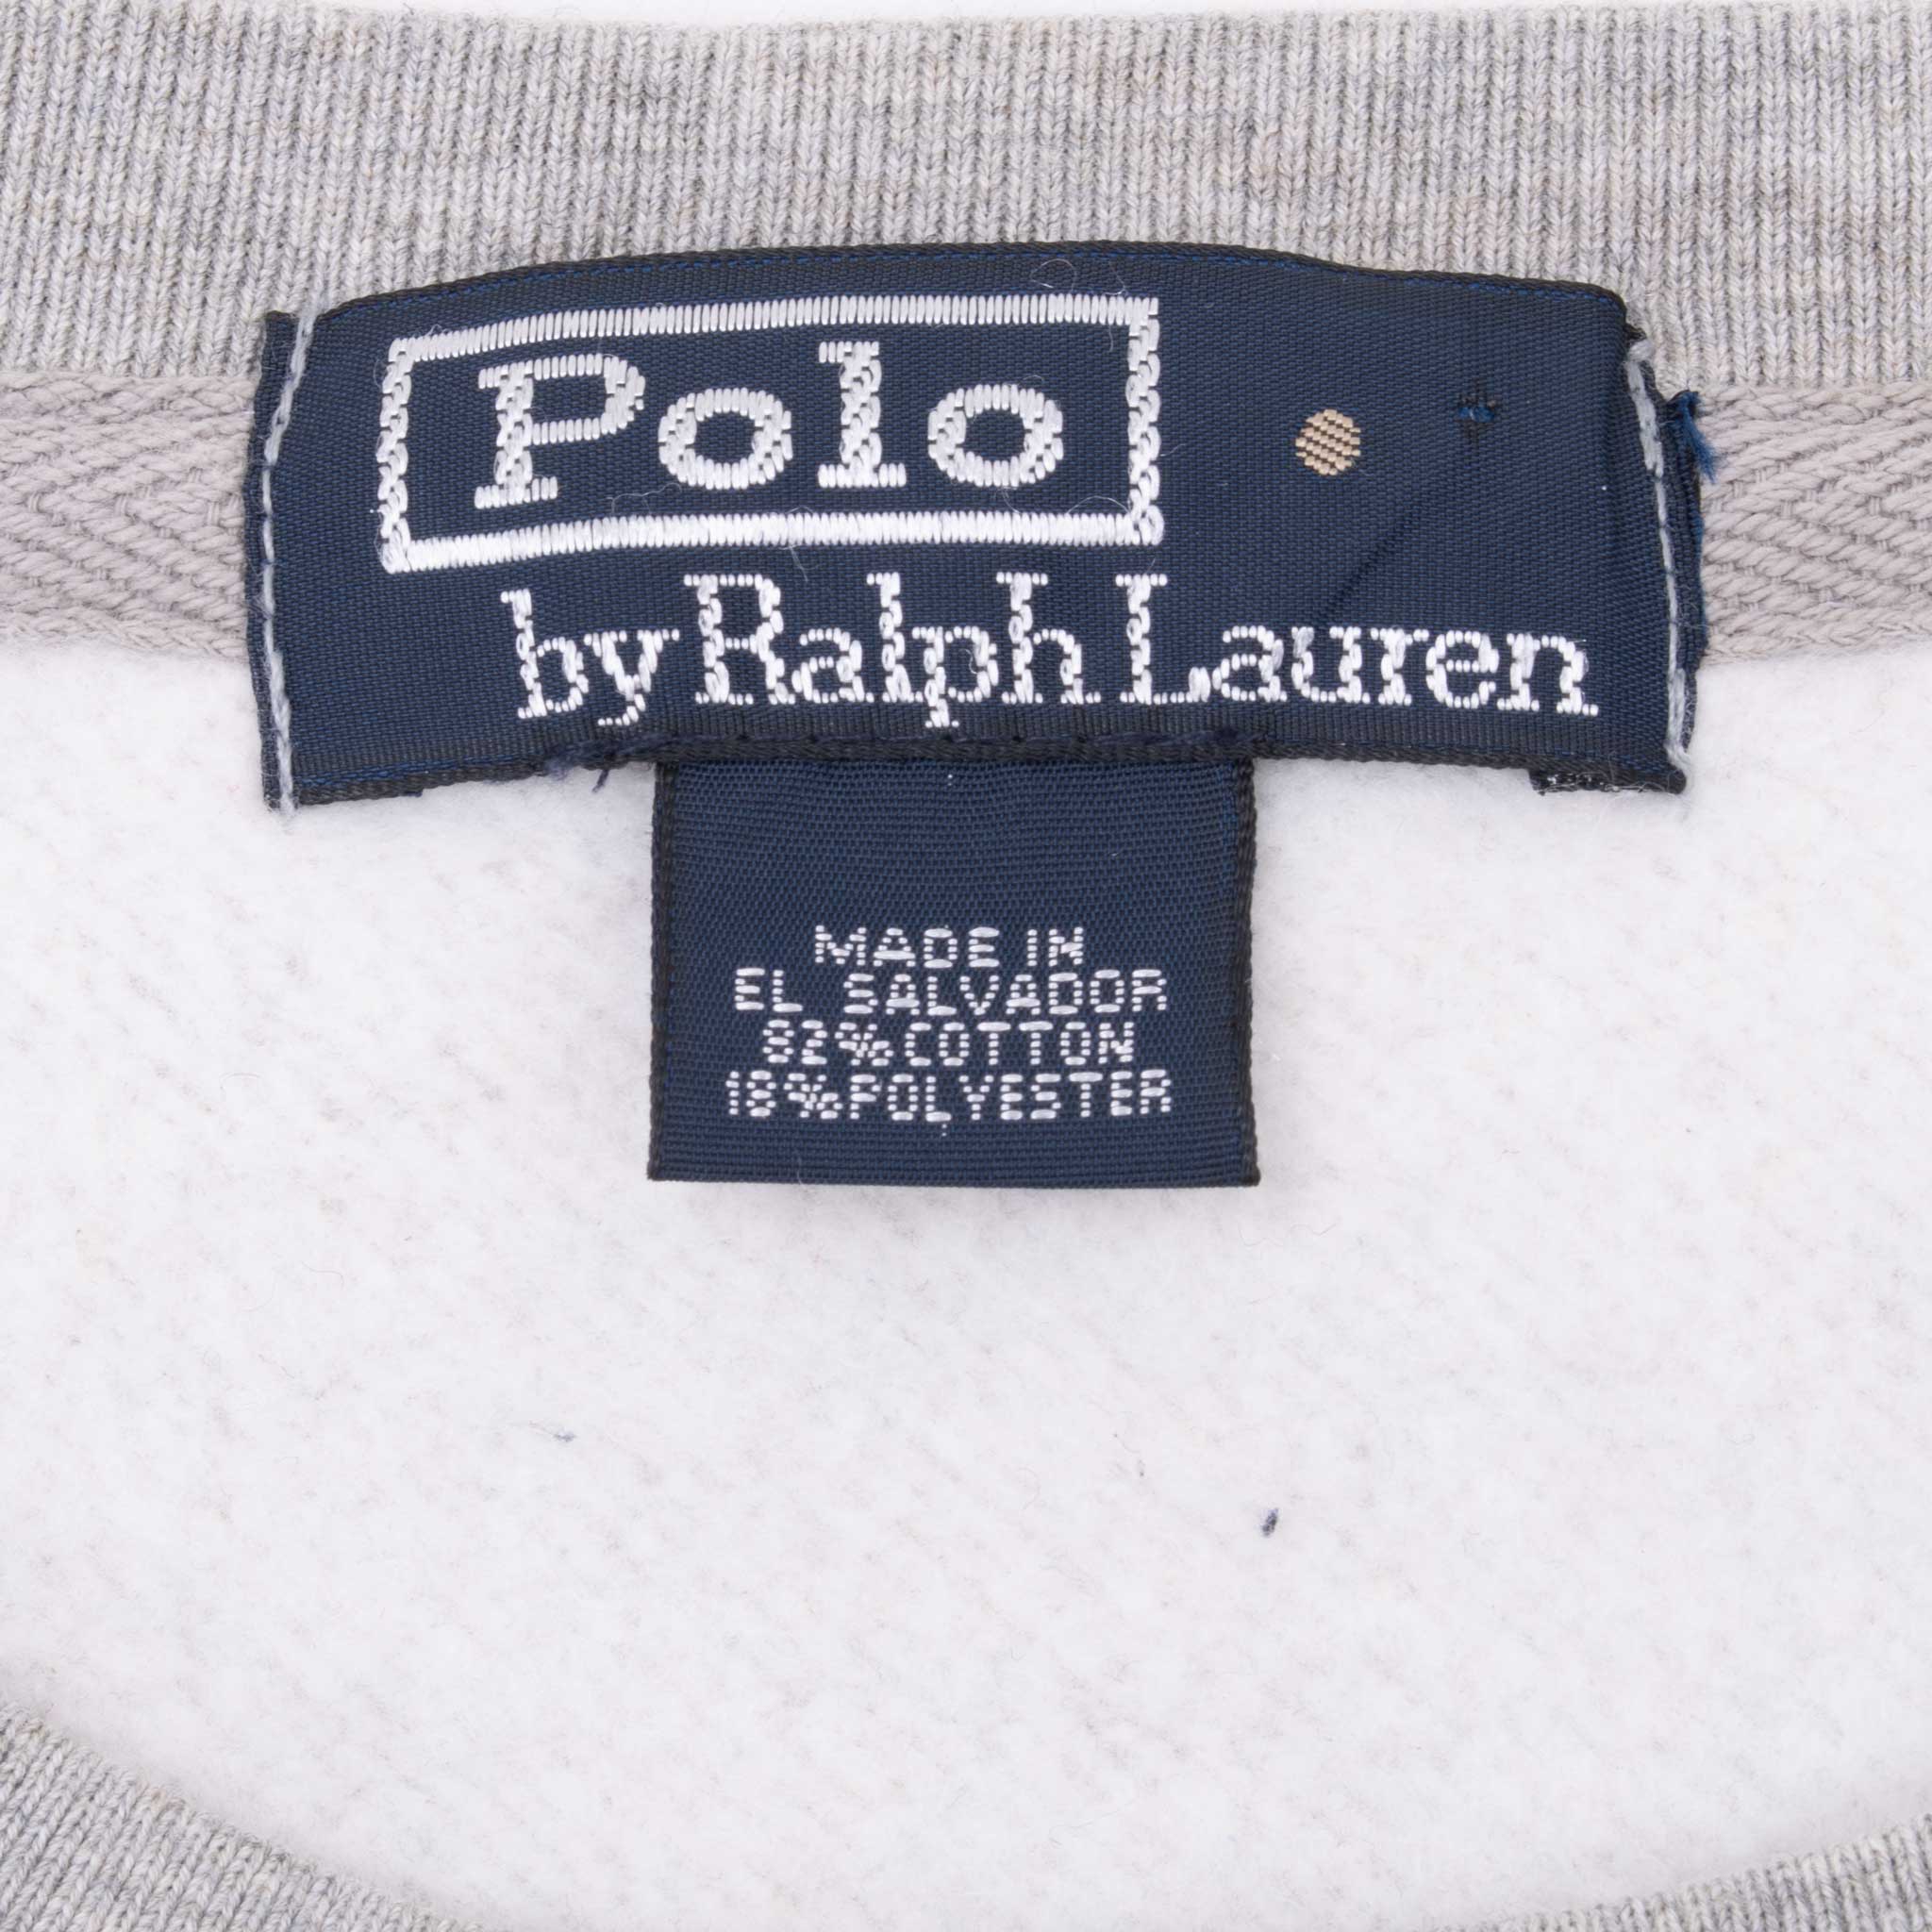 Polo
by Ralph Lauren
MADE IN
EL SALVADOR
82% COTTON
18% POLYESTER